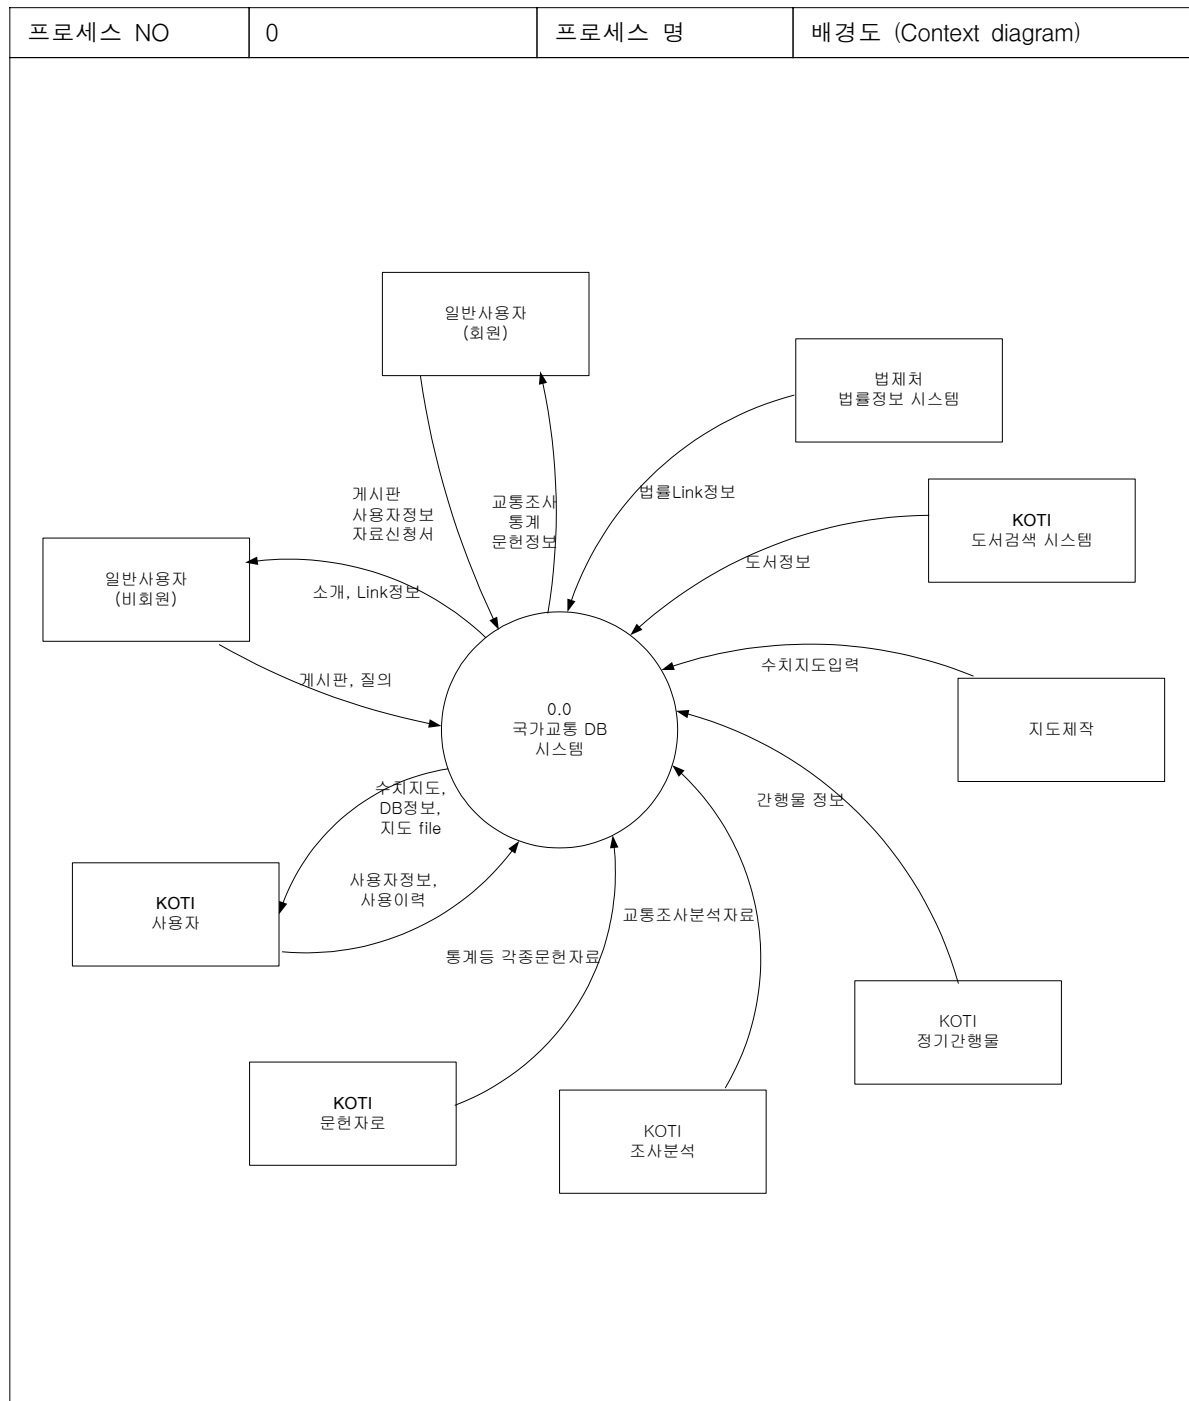 프로세스 NO
0
프로세스 명
배경도 (Context diagram)
일반사용자
(회원)
법제처
법률정보 시스템
KOTI
도서검색 시스템
지도제작
KOTI
정기간행물
KOTI
조사분석
KOTI
문헌자로
KOTI
사용자
일반사용자
(비회원)
0.0
국가교통 DB
시스템
게시판
사용자정보
자료신청서
교통조사
통계
문헌정보
법률Link정보
도서정보
수치지도입력
간행물 정보
교통조사분석자료
통계등 각종문헌자료
사용자정보,
사용이력
수치지도,
DB정보,
지도 file
게시판, 질의
소개, Link정보